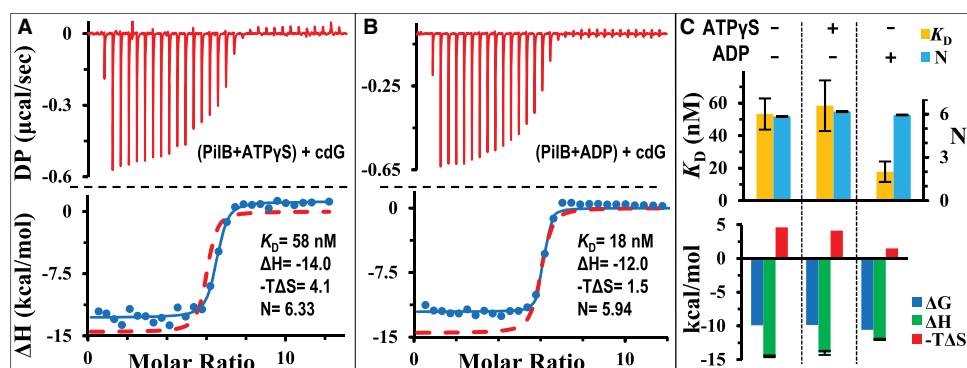 A
B
C
ATPγS - + -
ADP - - +
K_D
N
0
-0.3
-0.6
DP (μcal/sec)
(PilB+ATPγS) + cdG
0
-0.25
-0.65
(PilB+ADP) + cdG
60
40
20
0
K_D (nM)
6
4
2
0
N
0
-7.5
-15
ΔH (kcal/mol)
K_D= 58 nM
ΔH= -14.0
-TΔS= 4.1
N= 6.33
0
10
Molar Ratio
0
-7.5
-15
K_D= 18 nM
ΔH= -12.0
-TΔS= 1.5
N= 5.94
0
10
Molar Ratio
5
0
-5
-10
-15
kcal/mol
ΔG
ΔH
-TΔS